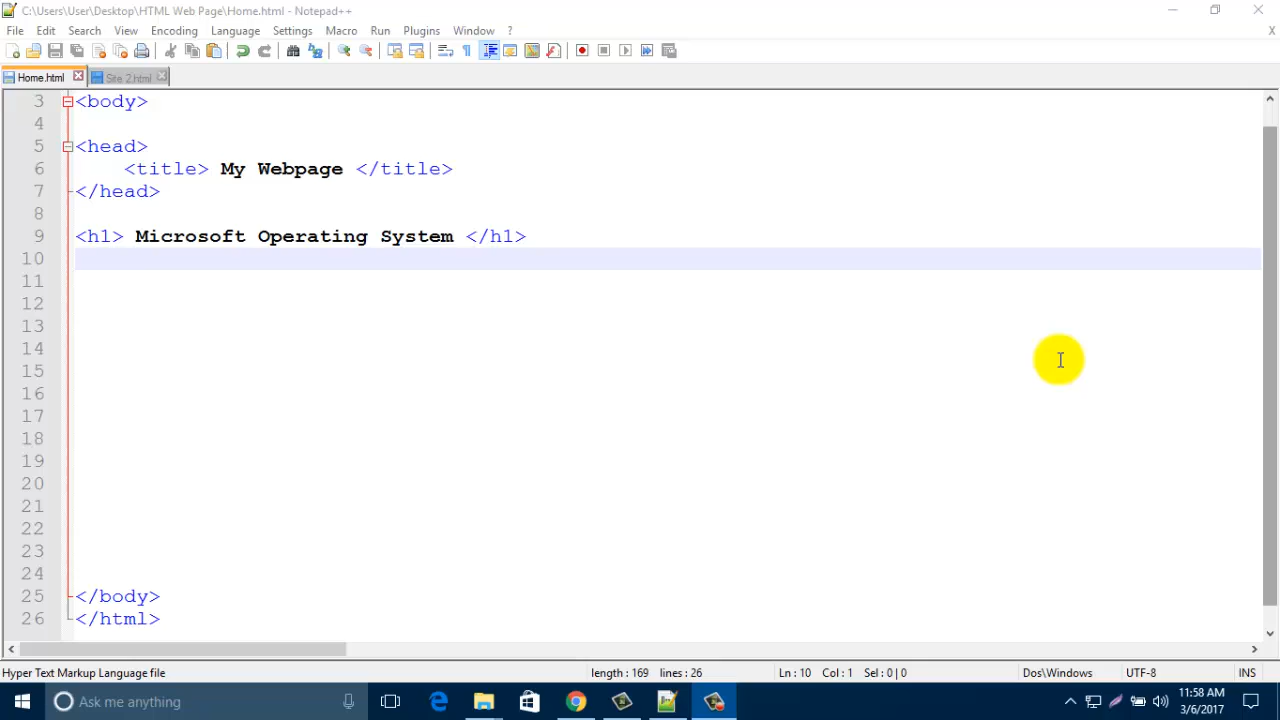 C:\Users\User\Desktop\HTML Web Page\Home.html - Notepad++
File Edit Search View Encoding Language Settings Macro Run Plugins Window ? X
Home.html Site 2.html
3 <body>
4
5 <head>
6 <title> My Webpage </title>
7 </head>
8
9 <h1> Microsoft Operating System </h1>
10
11
12
13
14
15
16
17
18
19
20
21
22
23
24
25 </body>
26 </html>
Hyper Text Markup Language file length : 169 lines : 26 Ln : 10 Col : 1 Sel : 0 | 0 Dos\Windows UTF-8 INS
Ask me anything 11:58 AM
3/6/2017